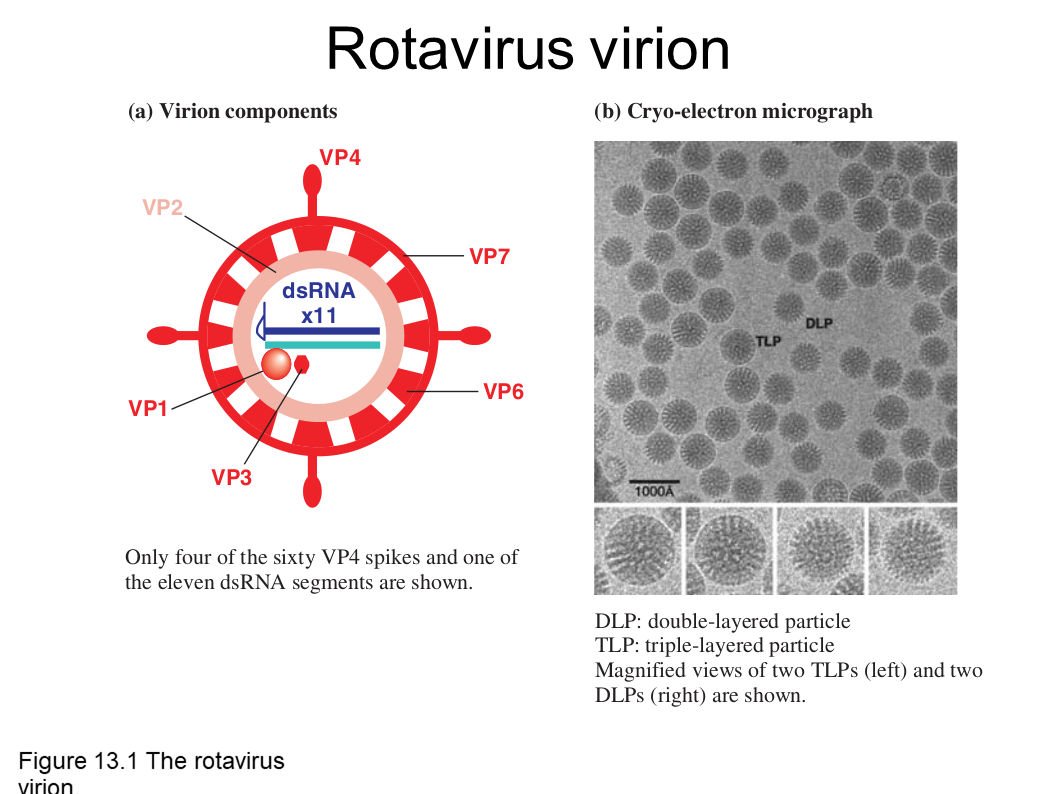 Rotavirus virion
(a) Virion components
VP4
VP2
VP7
dsRNA
x11
VP1
VP6
VP3
Only four of the sixty VP4 spikes and one of
the eleven dsRNA segments are shown.
(b) Cryo-electron micrograph
DLP
TLP
1000Å
DLP: double-layered particle
TLP: triple-layered particle
Magnified views of two TLPs (left) and two
DLPs (right) are shown.
Figure 13.1 The rotavirus
virion.